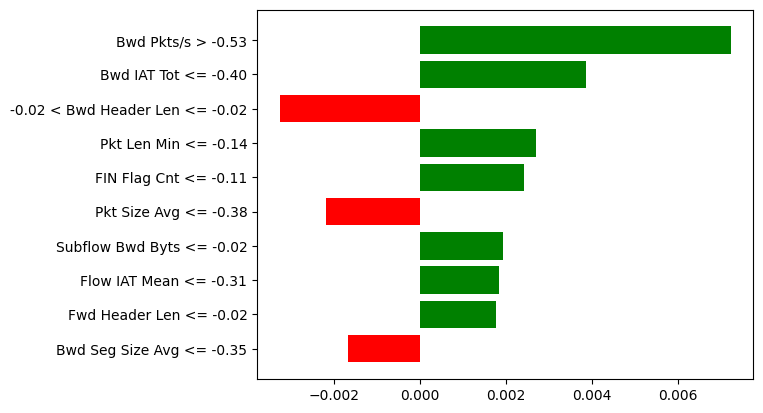 Bwd Pkts/s > -0.53
Bwd IAT Tot <= -0.40
-0.02 < Bwd Header Len <= -0.02
Pkt Len Min <= -0.14
FIN Flag Cnt <= -0.11
Pkt Size Avg <= -0.38
Subflow Bwd Byts <= -0.02
Flow IAT Mean <= -0.31
Fwd Header Len <= -0.02
Bwd Seg Size Avg <= -0.35
−0.002 0.000 0.002 0.004 0.006